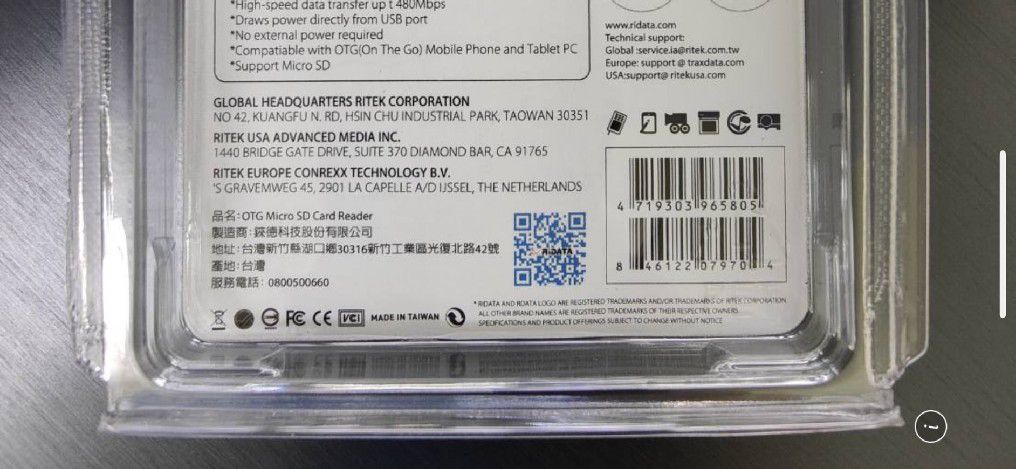 *High-speed data transfer up t 480Mbps
*Draws power directly from USB port
*No external power required
*Compatiable with OTG(On The Go) Mobile Phone and Tablet PC
*Support Micro SD
www.ridata.com
Technical support:
Global :service.ia@ritek.com.tw
Europe: support @ traxdata.com
USA:support@ ritekusa.com
GLOBAL HEADQUARTERS RITEK CORPORATION
NO 42, KUANGFU N. RD, HSIN CHU INDUSTRIAL PARK, TAOWAN 30351
RITEK USA ADVANCED MEDIA INC.
1440 BRIDGE GATE DRIVE, SUITE 370 DIAMOND BAR, CA 91765
RITEK EUROPE CONREXX TECHNOLOGY B.V.
'S GRAVEMWEG 45, 2901 LA CAPELLE A/D IJSSEL, THE NETHERLANDS
品名: OTG Micro SD Card Reader
製造商: 錸德科技股份有限公司
地址: 台灣新竹縣湖口鄉30316新竹工業區光復北路42號
產地: 台灣
服務電話: 0800500660
RiDATA
4 719303 965805
8 46122 07970 4
FC CE VCI MADE IN TAIWAN
*RIDATA AND RDATA LOGO ARE REGISTERED TRADEMARKS AND/OR TRADEMARKS OF RITEK CORPORATION
ALL OTHER BRAND NAMES ARE REGISTERED TRADEMARKS OF THEIR RESPECTIVE OWNERS
SPECIFICATIONS AND PRODUCT OFFERINGS SUBJECT TO CHANGE WITHOUT NOTICE